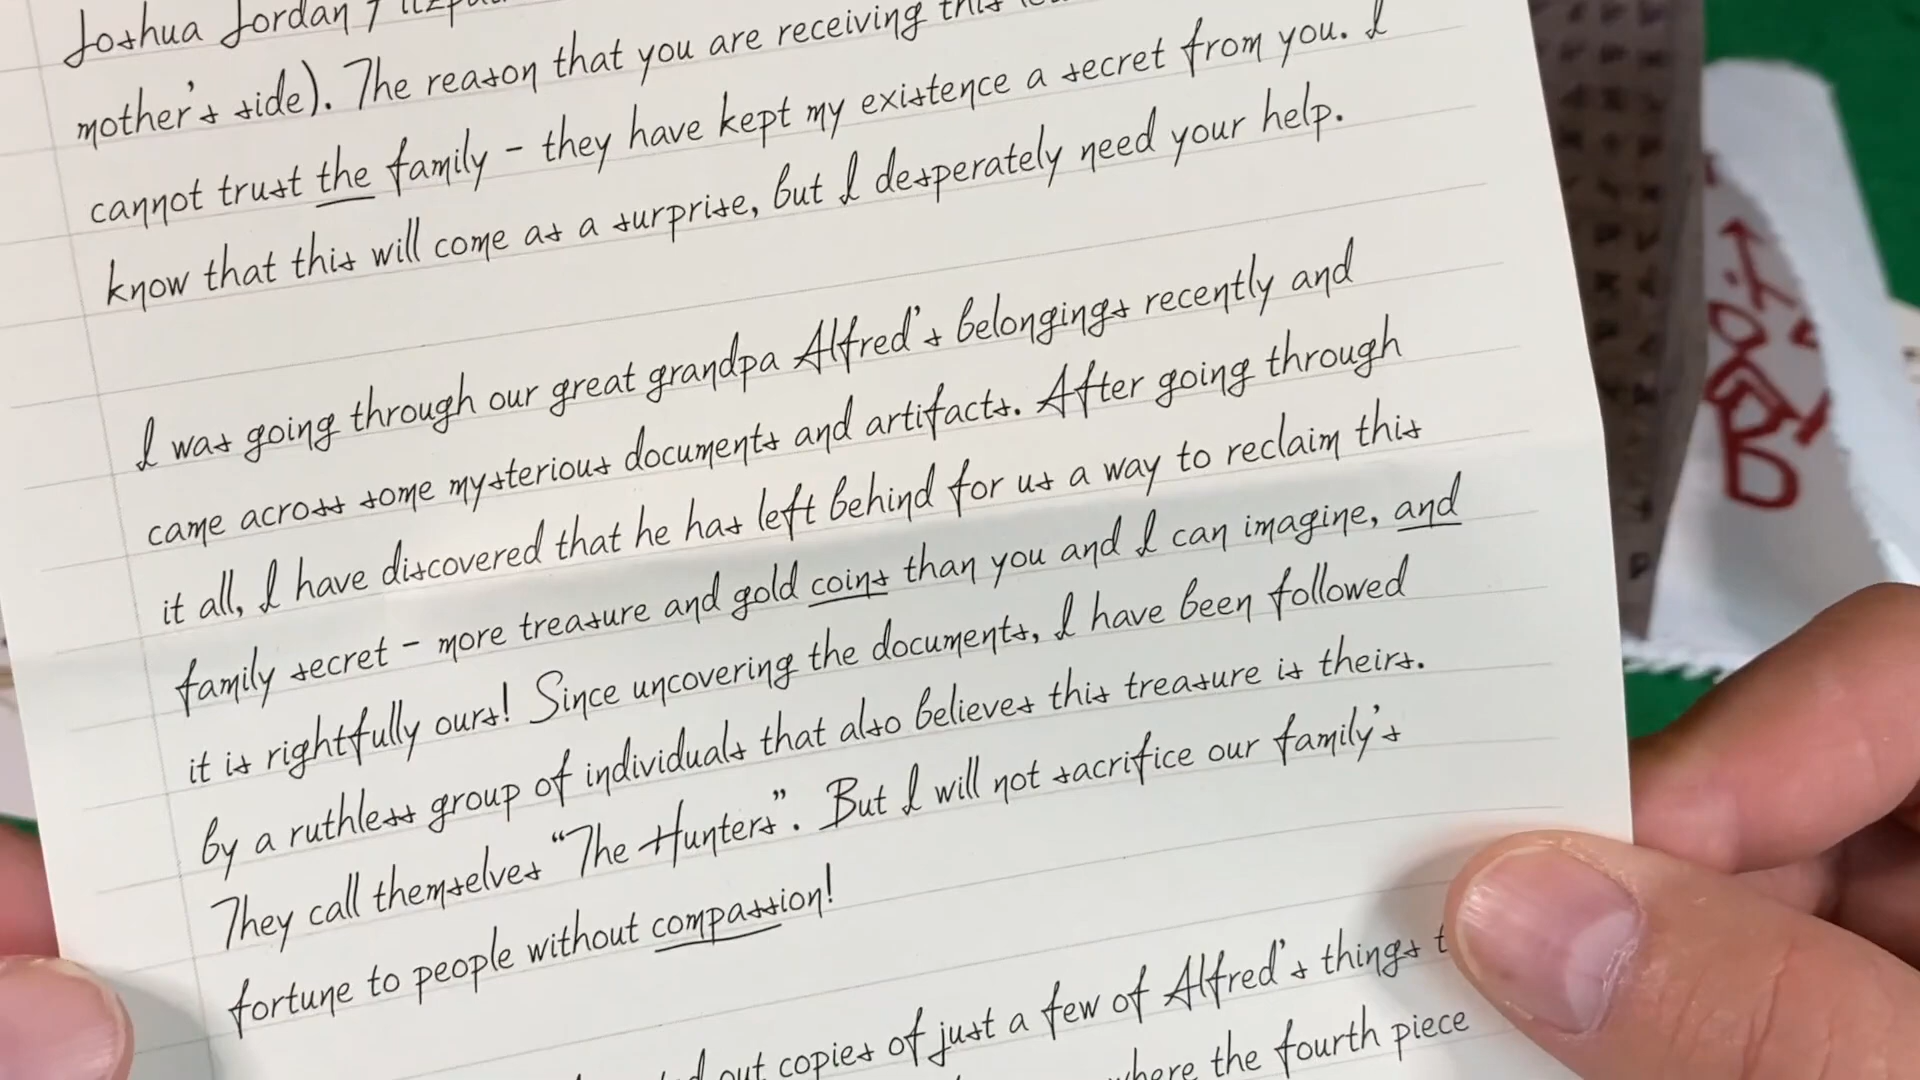 Joshua Jordan
mother's side). The reason that you are receiving this
cannot trust the family - they have kept my existence a secret from you. I
know that this will come as a surprise, but I desperately need your help.
I was going through our great grandpa Alfred's belongings recently and
came across some mysterious documents and artifacts. After going through
it all, I have discovered that he has left behind for us a way to reclaim this
family secret - more treasure and gold coins than you and I can imagine, and
it is rightfully ours! Since uncovering the documents, I have been followed
by a ruthless group of individuals that also believes this treasure is theirs.
They call themselves "The Hunters". But I will not sacrifice our family's
fortune to people without compassion!
out copies of just a few of Alfred's things
where the fourth piece